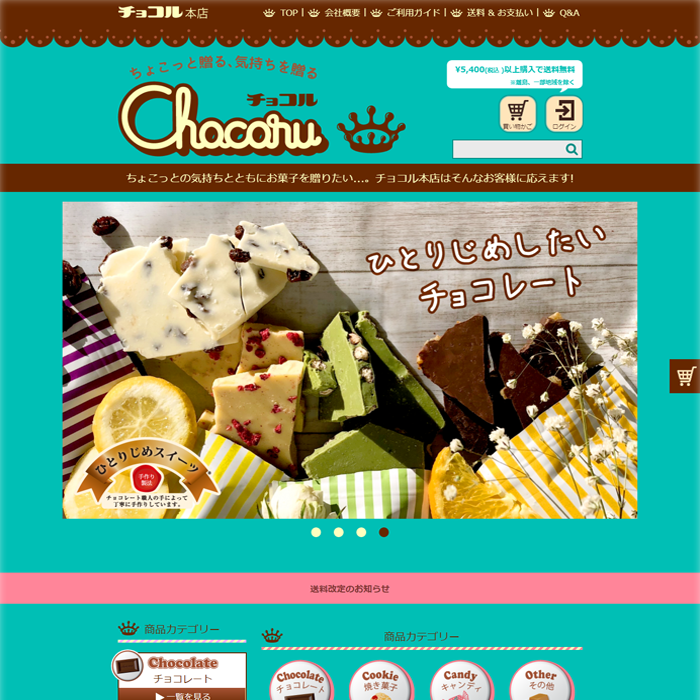 チョコル 本店
TOP | 会社概要 | ご利用ガイド | 送料 & お支払い | Q&A
ちょこっと贈る、気持ちを贈る
チョコル
Chocoru
¥5,400(税込)以上購入で送料無料
※離島、一部地域を除く
買い物かご
ログイン
ちょこっとの気持ちとともにお菓子を贈りたい…。チョコル本店はそんなお客様に応えます!
ひとりじめしたい
チョコレート
ひとりじめスイーツ
手作り
製法
チョコレート職人の手によって
丁寧に手作りしています。
送料改定のお知らせ
商品カテゴリー
商品カテゴリー
Chocolate
チョコレート
▶一覧を見る
Chocolate
チョコレート
Cookie
焼き菓子
Candy
キャンディ
Other
その他